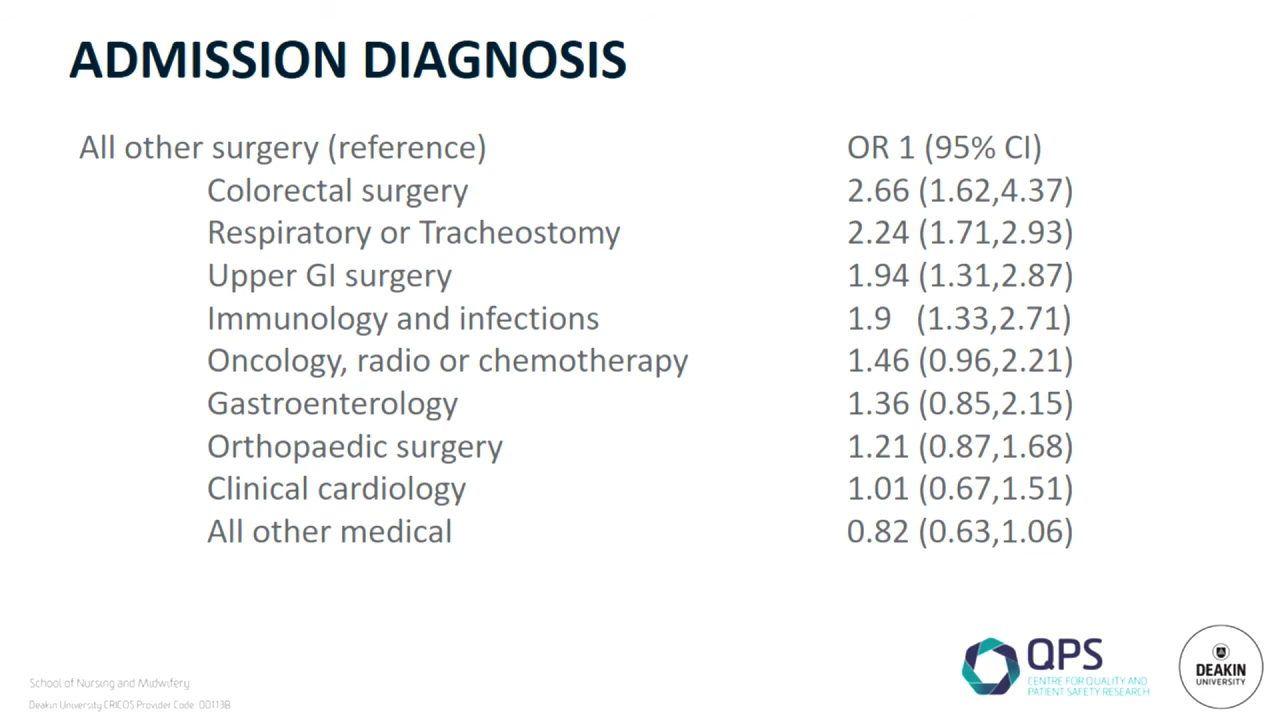 ADMISSION DIAGNOSIS
All other surgery (reference) OR 1 (95% CI)
Colorectal surgery 2.66 (1.62,4.37)
Respiratory or Tracheostomy 2.24 (1.71,2.93)
Upper GI surgery 1.94 (1.31,2.87)
Immunology and infections 1.9 (1.33,2.71)
Oncology, radio or chemotherapy 1.46 (0.96,2.21)
Gastroenterology 1.36 (0.85,2.15)
Orthopaedic surgery 1.21 (0.87,1.68)
Clinical cardiology 1.01 (0.67,1.51)
All other medical 0.82 (0.63,1.06)
QPS
CENTRE FOR QUALITY AND
PATIENT SAFETY RESEARCH
DEAKIN
UNIVERSITY
School of Nursing and Midwifery
Deakin University CRICOS Provider Code: 00113B